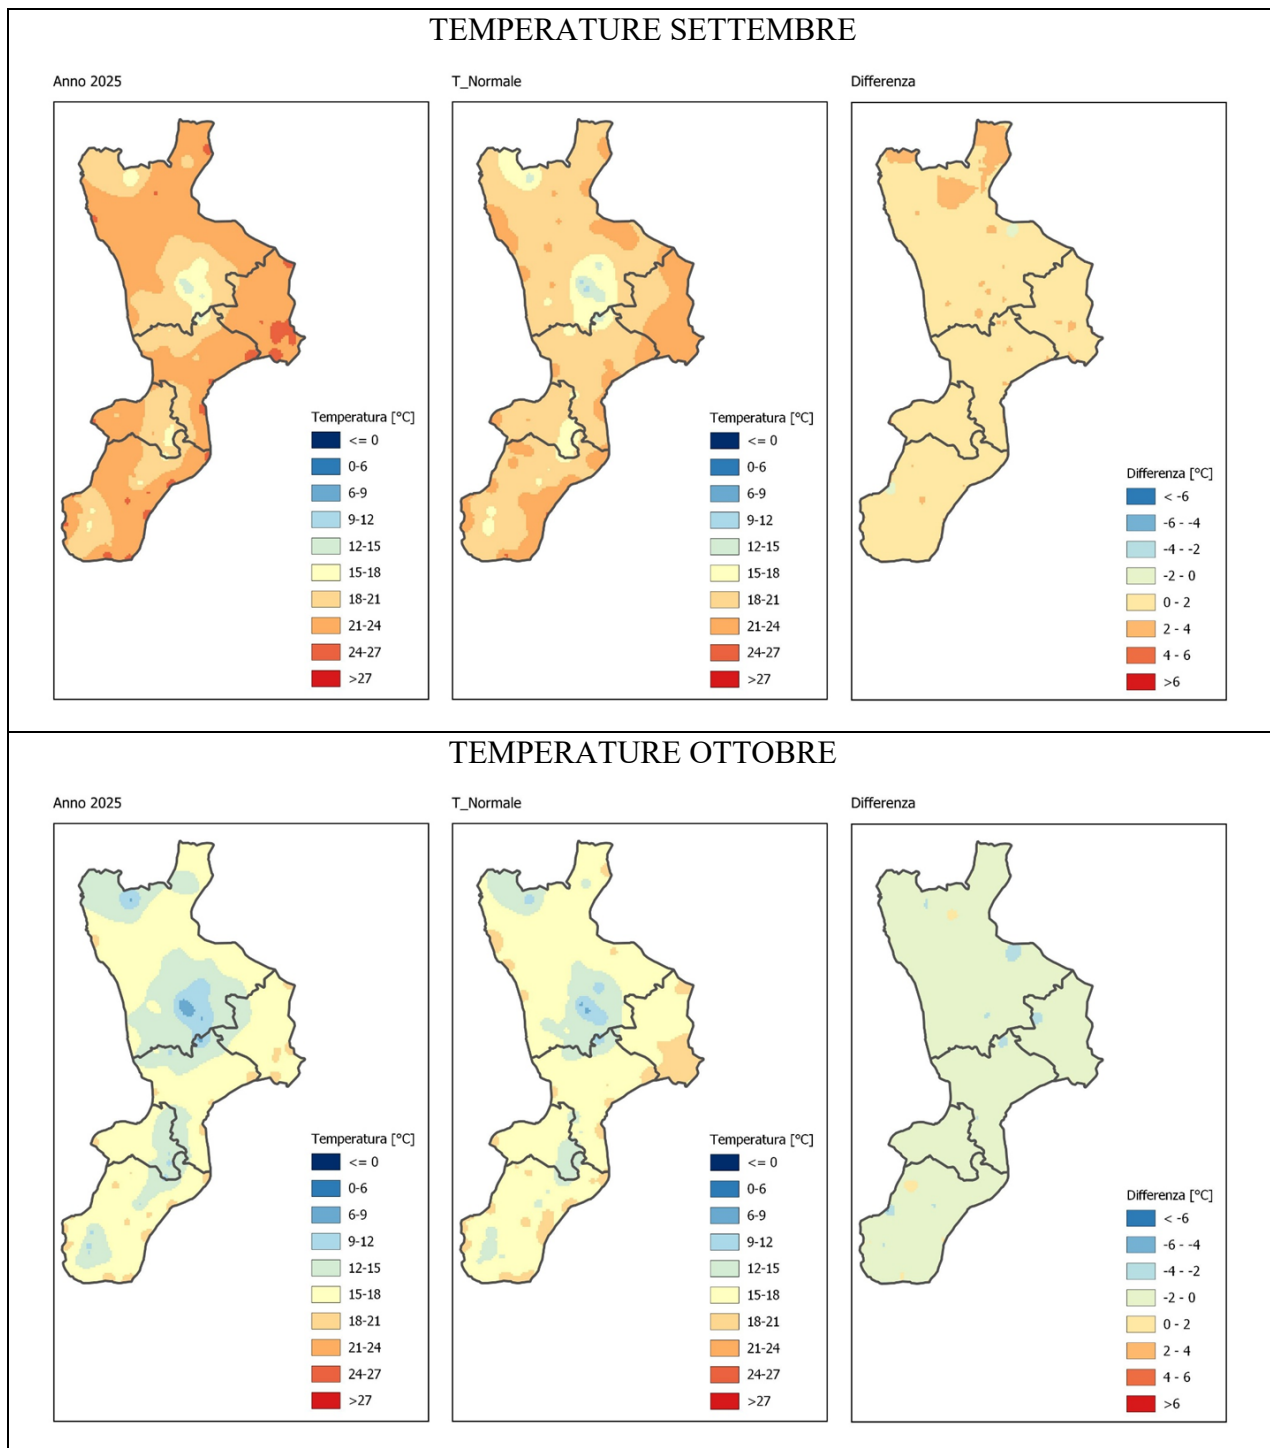 TEMPERATURE SETTEMBRE
Anno 2025
T_Normale
Differenza
Temperatura [°C]
<= 0
0-6
6-9
9-12
12-15
15-18
18-21
21-24
24-27
>27
Temperatura [°C]
<= 0
0-6
6-9
9-12
12-15
15-18
18-21
21-24
24-27
>27
Differenza [°C]
< -6
-6 - -4
-4 - -2
-2 - 0
0 - 2
2 - 4
4 - 6
>6
TEMPERATURE OTTOBRE
Anno 2025
T_Normale
Differenza
Temperatura [°C]
<= 0
0-6
6-9
9-12
12-15
15-18
18-21
21-24
24-27
>27
Temperatura [°C]
<= 0
0-6
6-9
9-12
12-15
15-18
18-21
21-24
24-27
>27
Differenza [°C]
< -6
-6 - -4
-4 - -2
-2 - 0
0 - 2
2 - 4
4 - 6
>6